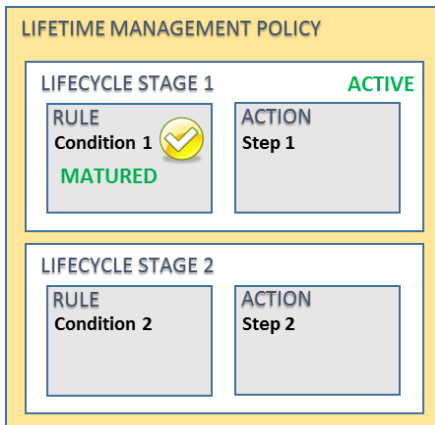 LIFETIME MANAGEMENT POLICY
LIFECYCLE STAGE 1 ACTIVE
RULE
Condition 1
MATURED
ACTION
Step 1
LIFECYCLE STAGE 2
RULE
Condition 2
ACTION
Step 2